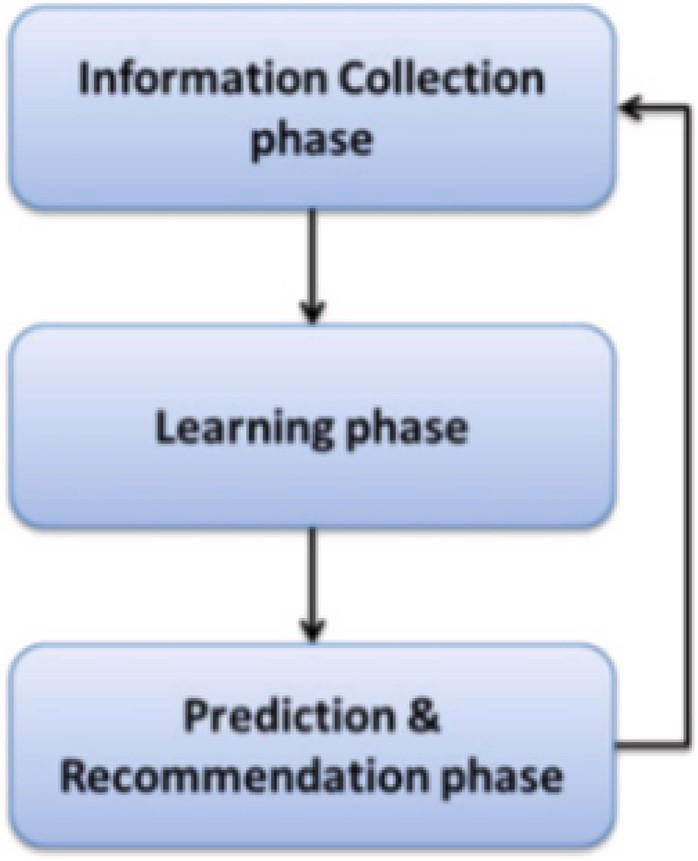 Information Collection
phase
Learning phase
Prediction &
Recommendation phase